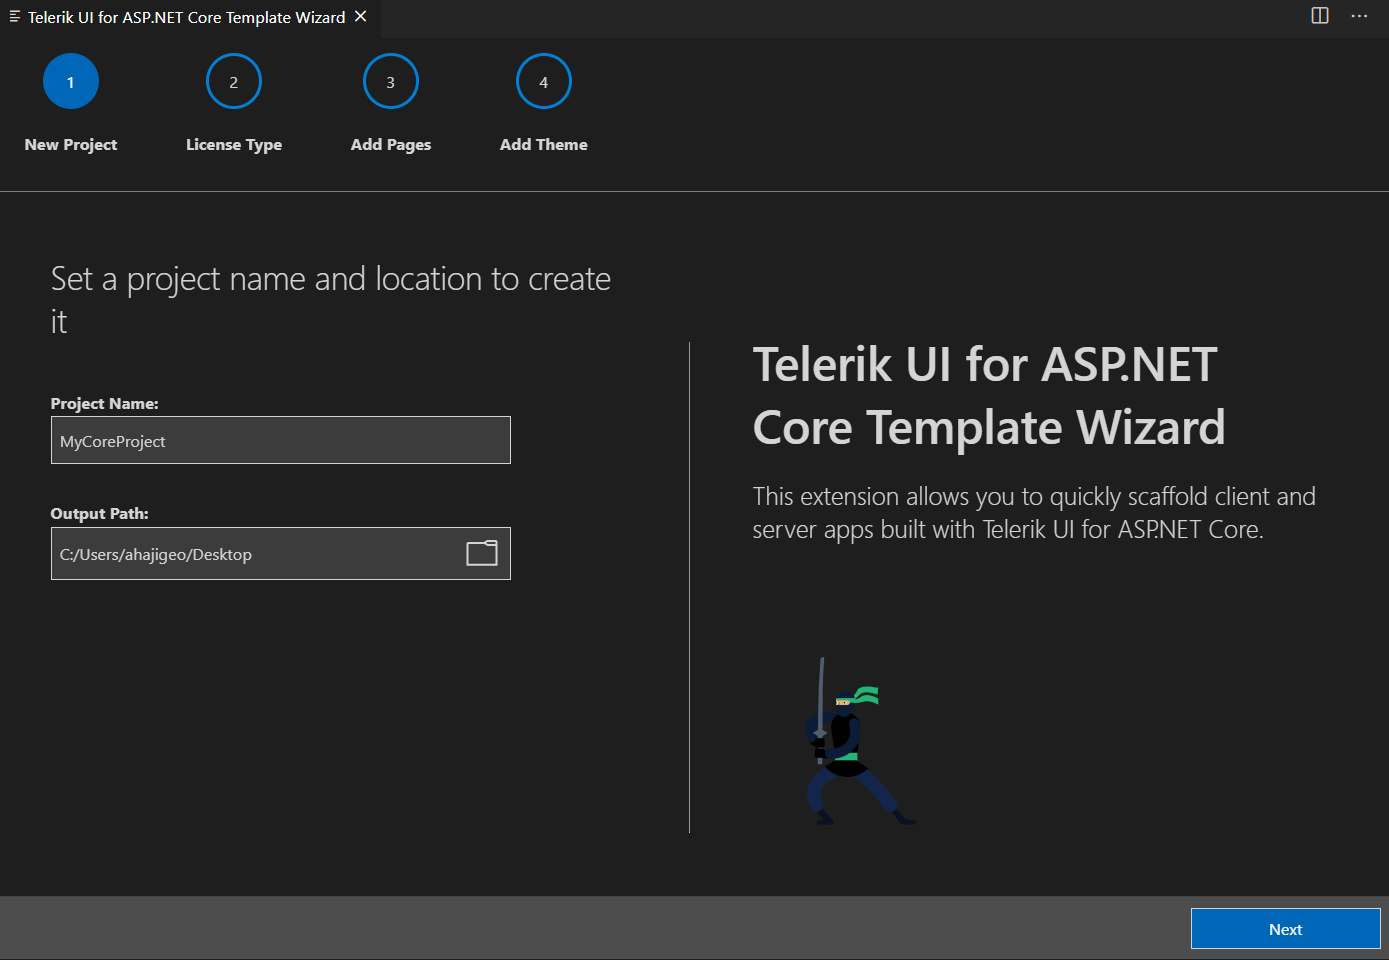 Telerik UI for ASP.NET Core Template Wizard
1
2
3
4
New Project
License Type
Add Pages
Add Theme
Set a project name and location to create
it
Project Name:
MyCoreProject
Output Path:
C:/Users/ahajigeo/Desktop
Telerik UI for ASP.NET
Core Template Wizard
This extension allows you to quickly scaffold client and
server apps built with Telerik UI for ASP.NET Core.
Next